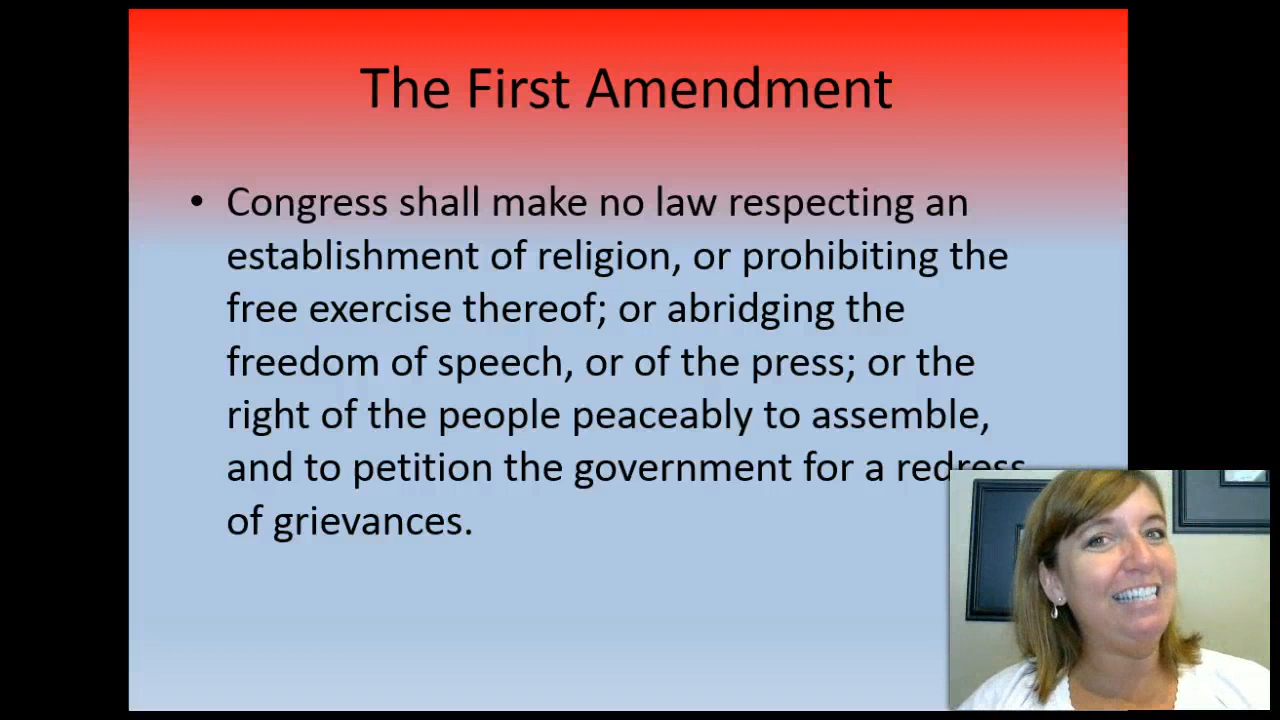 The First Amendment
• Congress shall make no law respecting an
establishment of religion, or prohibiting the
free exercise thereof; or abridging the
freedom of speech, or of the press; or the
right of the people peaceably to assemble,
and to petition the government for a redress
of grievances.